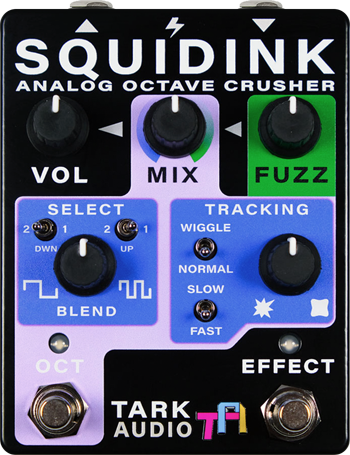 SQUIDINK
ANALOG OCTAVE CRUSHER
VOL MIX FUZZ
SELECT
2 1 2 1
DWN UP
BLEND
TRACKING
WIGGLE
NORMAL
SLOW
FAST
OCT EFFECT
TARK
AUDIO TA